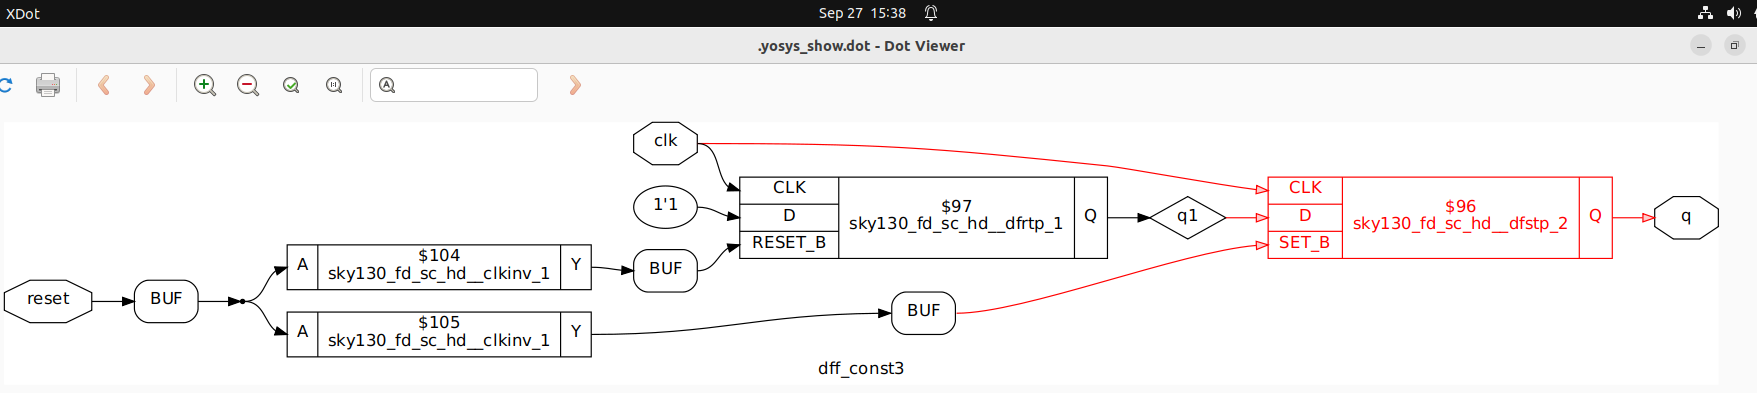 XDot
Sep 27 15:38
.yosys_show.dot - Dot Viewer
clk
CLK
D
RESET_B
$97
sky130_fd_sc_hd__dfrtp_1
Q
1'1
q1
CLK
D
SET_B
$96
sky130_fd_sc_hd__dfstp_2
Q
q
A
$104
sky130_fd_sc_hd__clkinv_1
Y
BUF
reset
BUF
A
$105
sky130_fd_sc_hd__clkinv_1
Y
BUF
dff_const3